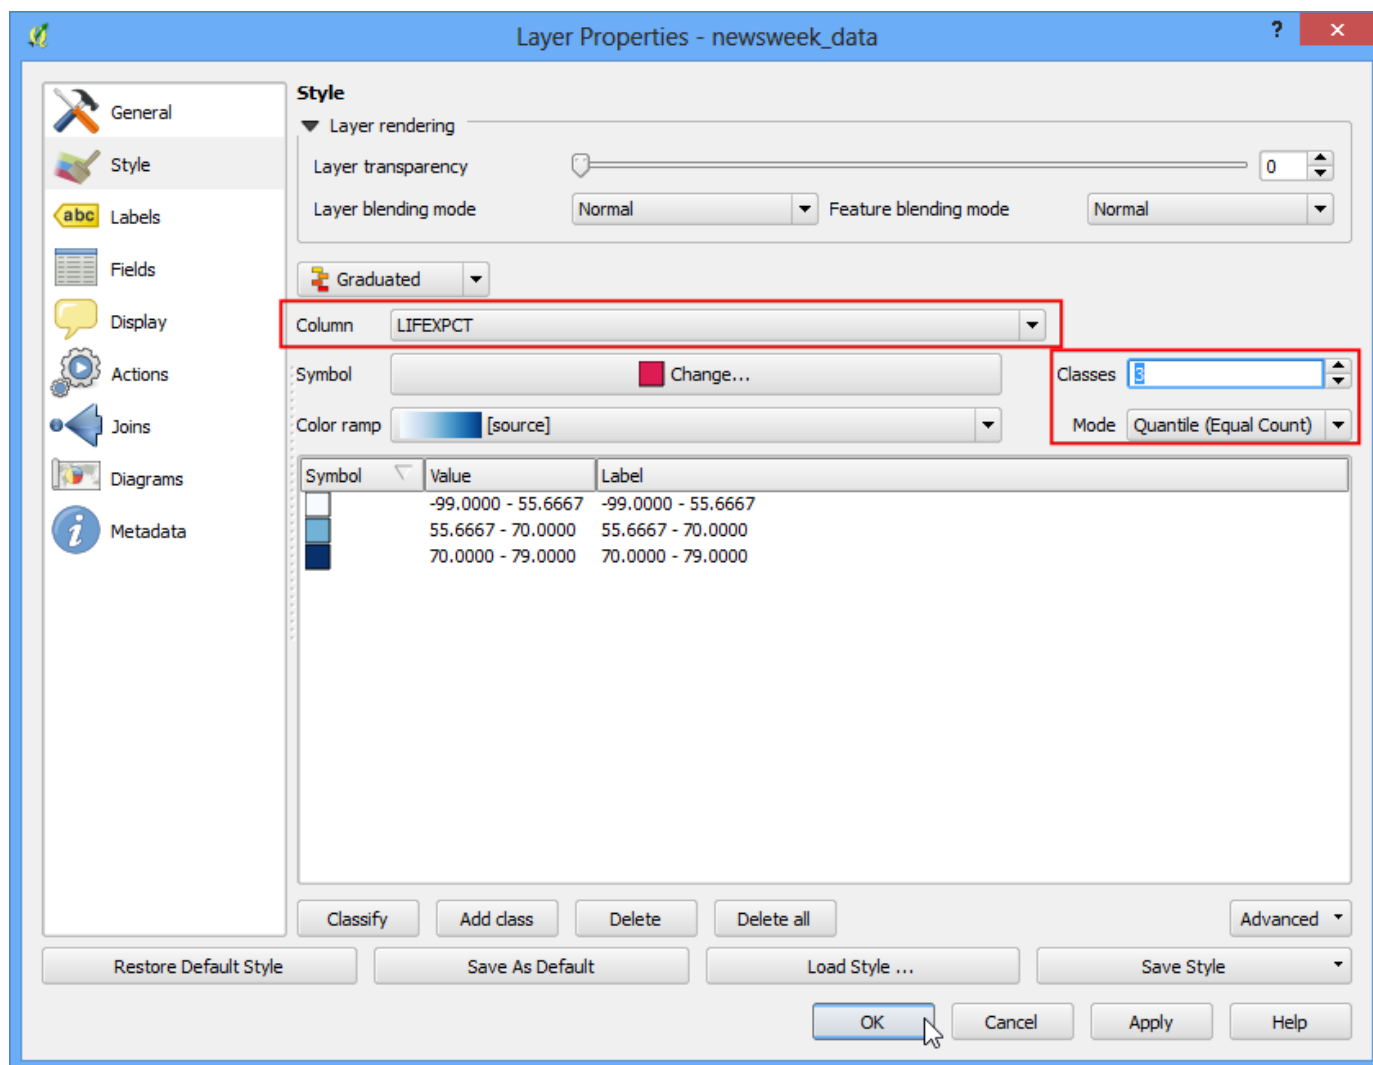 Layer Properties - newsweek_data
?
General
Style
abc Labels
Fields
Display
Actions
Joins
Diagrams
i Metadata
Style
Layer rendering
Layer transparency 0
Layer blending mode Normal Feature blending mode Normal
Graduated
Column LIFEXPCT
Symbol Change... Classes 3
Color ramp [source] Mode Quantile (Equal Count)
Symbol Value Label
-99.0000 - 55.6667 -99.0000 - 55.6667
55.6667 - 70.0000 55.6667 - 70.0000
70.0000 - 79.0000 70.0000 - 79.0000
Classify Add class Delete Delete all Advanced
Restore Default Style Save As Default Load Style ... Save Style
OK Cancel Apply Help